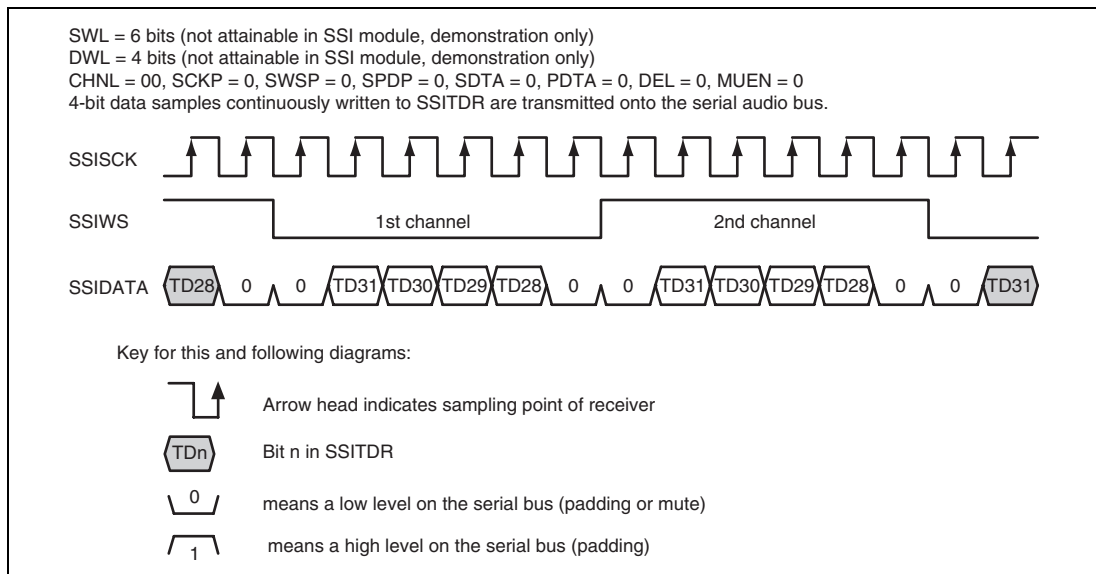 SWL = 6 bits (not attainable in SSI module, demonstration only)
DWL = 4 bits (not attainable in SSI module, demonstration only)
CHNL = 00, SCKP = 0, SWSP = 0, SPDP = 0, SDTA = 0, PDTA = 0, DEL = 0, MUEN = 0
4-bit data samples continuously written to SSITDR are transmitted onto the serial audio bus.
SSISCK
SSIWS 1st channel 2nd channel
SSIDATA TD28 0 0 TD31 TD30 TD29 TD28 0 0 TD31 TD30 TD29 TD28 0 0 TD31
Key for this and following diagrams:
Arrow head indicates sampling point of receiver
TDn Bit n in SSITDR
0 means a low level on the serial bus (padding or mute)
1 means a high level on the serial bus (padding)